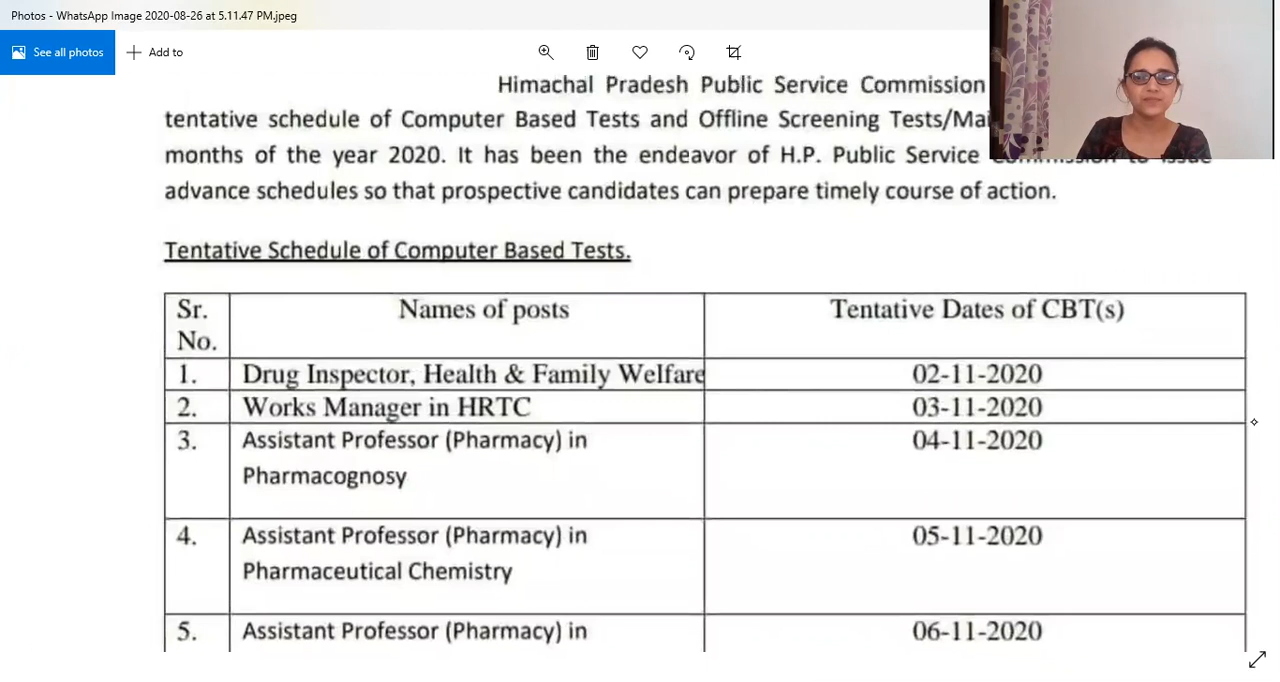 Photos - WhatsApp Image 2020-08-26 at 5.11.47 PM.jpeg
See all photos
Add to
Himachal Pradesh Public Service Commission
tentative schedule of Computer Based Tests and Offline Screening Tests/Mai
months of the year 2020. It has been the endeavor of H.P. Public Service Commission to issue
advance schedules so that prospective candidates can prepare timely course of action.
Tentative Schedule of Computer Based Tests.
Sr. No. Names of posts Tentative Dates of CBT(s)
1. Drug Inspector, Health & Family Welfare 02-11-2020
2. Works Manager in HRTC 03-11-2020
3. Assistant Professor (Pharmacy) in 04-11-2020
Pharmacognosy
4. Assistant Professor (Pharmacy) in 05-11-2020
Pharmaceutical Chemistry
5. Assistant Professor (Pharmacy) in 06-11-2020